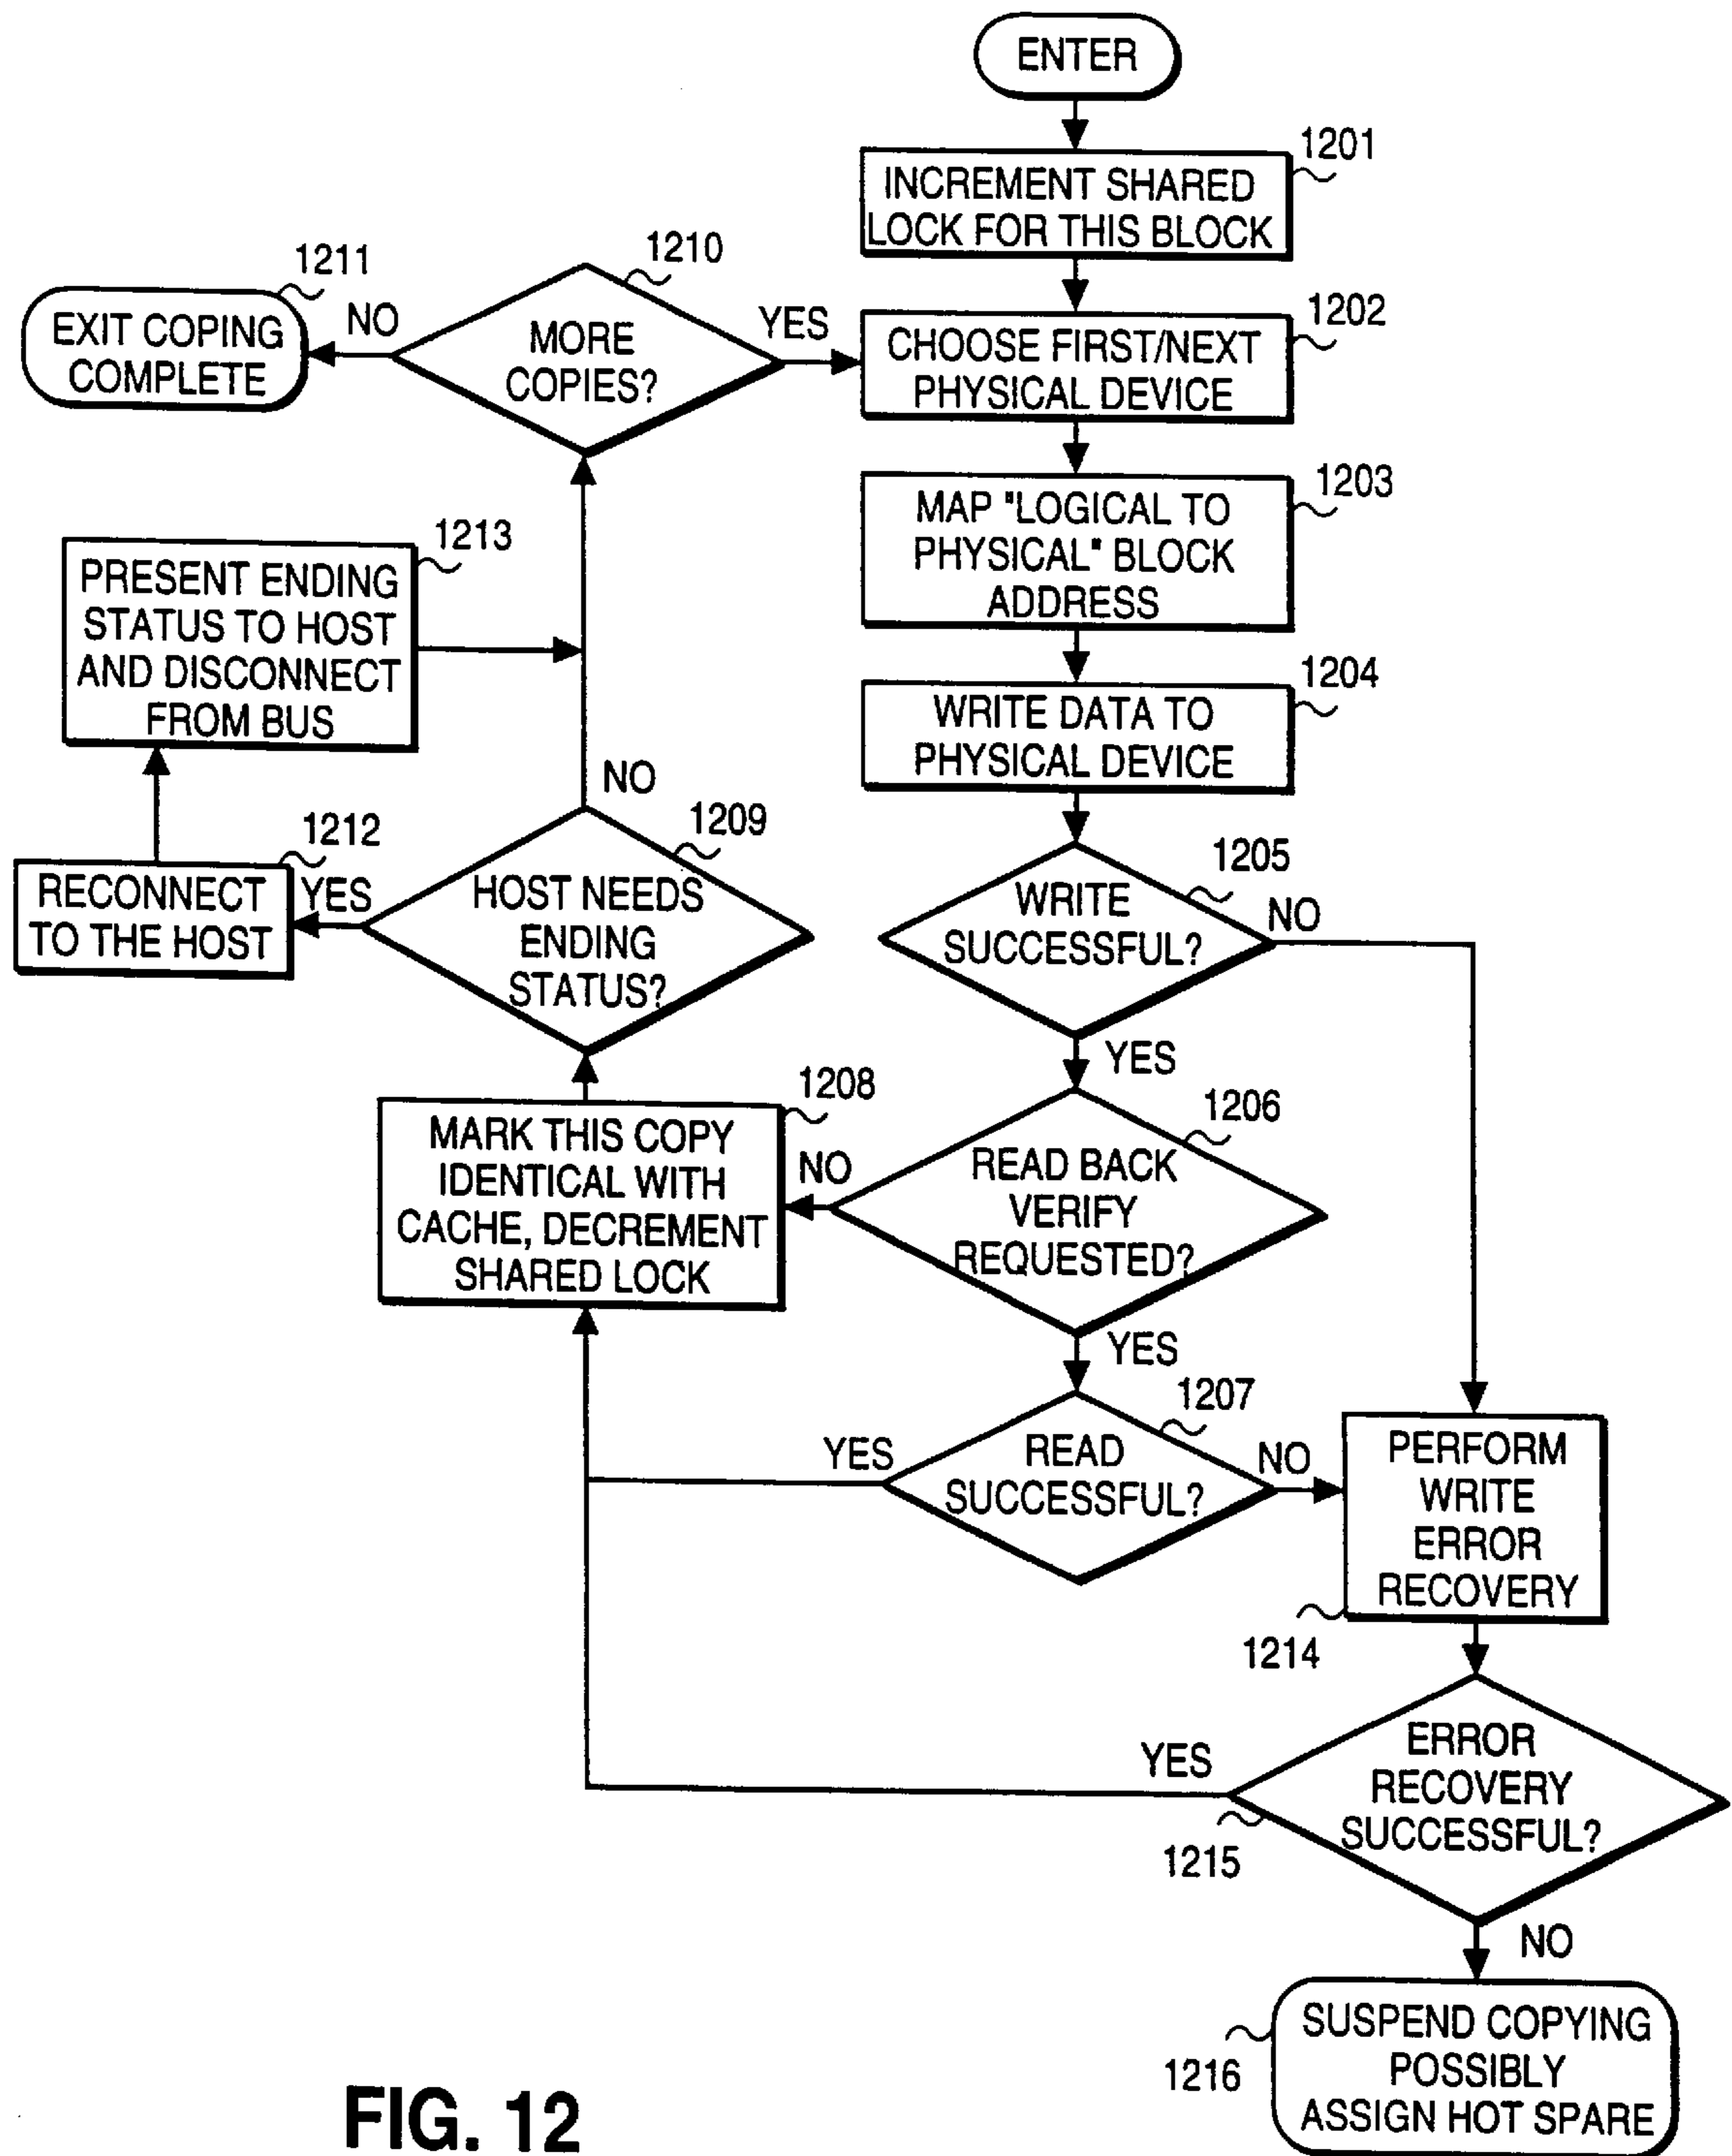 ENTER
1201
INCREMENT SHARED
LOCK FOR THIS BLOCK
1202
CHOOSE FIRST/NEXT
PHYSICAL DEVICE
1203
MAP "LOGICAL TO
PHYSICAL" BLOCK
ADDRESS
1204
WRITE DATA TO
PHYSICAL DEVICE
1205
WRITE
SUCCESSFUL?
NO
YES
1206
READ BACK
VERIFY
REQUESTED?
NO
YES
1207
READ
SUCCESSFUL?
YES
NO
1208
MARK THIS COPY
IDENTICAL WITH
CACHE, DECREMENT
SHARED LOCK
1209
HOST NEEDS
ENDING
STATUS?
YES
NO
1210
MORE
COPIES?
NO
YES
1211
EXIT COPING
COMPLETE
1212
RECONNECT
TO THE HOST
1213
PRESENT ENDING
STATUS TO HOST
AND DISCONNECT
FROM BUS
PERFORM
WRITE
ERROR
RECOVERY
1214
ERROR
RECOVERY
SUCCESSFUL?
1215
YES
NO
SUSPEND COPYING
POSSIBLY
ASSIGN HOT SPARE
1216
FIG. 12